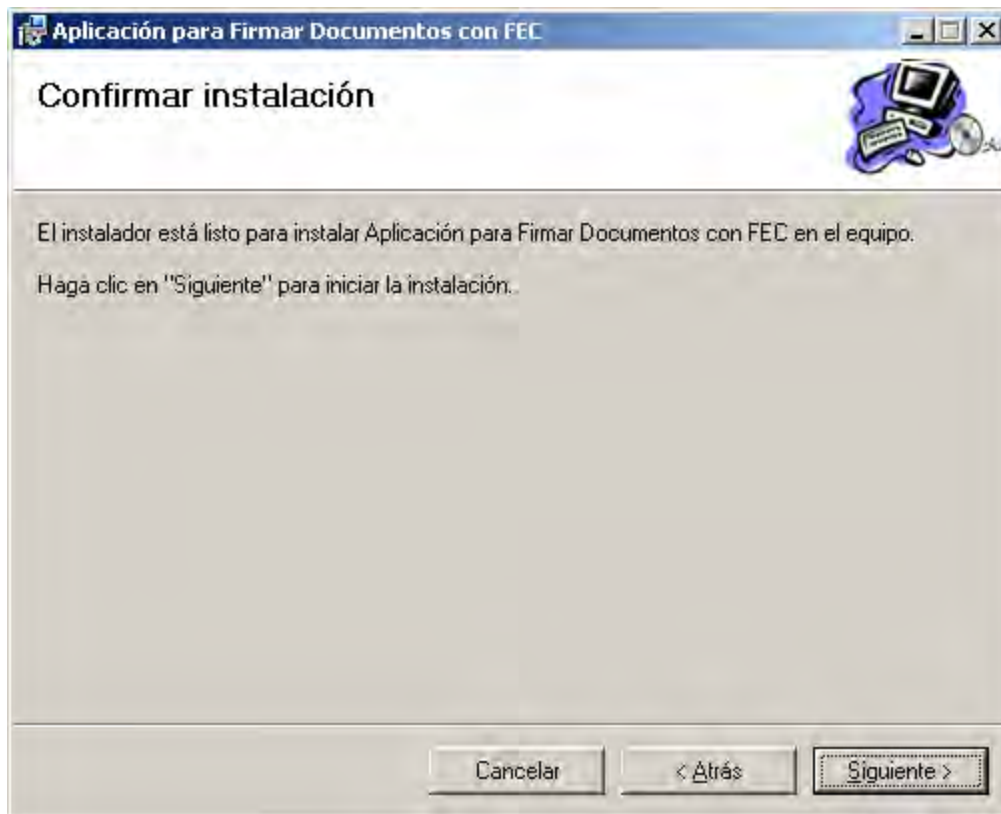 Aplicación para Firmar Documentos con FEC
Confirmar instalación
El instalador está listo para instalar Aplicación para Firmar Documentos con FEC en el equipo.
Haga clic en "Siguiente" para iniciar la instalación.
Cancelar
< Atrás
Siguiente >